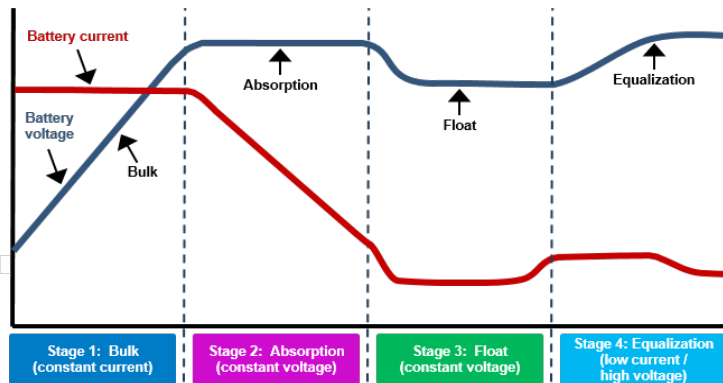 Battery current
Absorption
Equalization
Battery
voltage
Float
Bulk
Stage 1: Bulk
(constant current)
Stage 2: Absorption
(constant voltage)
Stage 3: Float
(constant voltage)
Stage 4: Equalization
(low current /
high voltage)